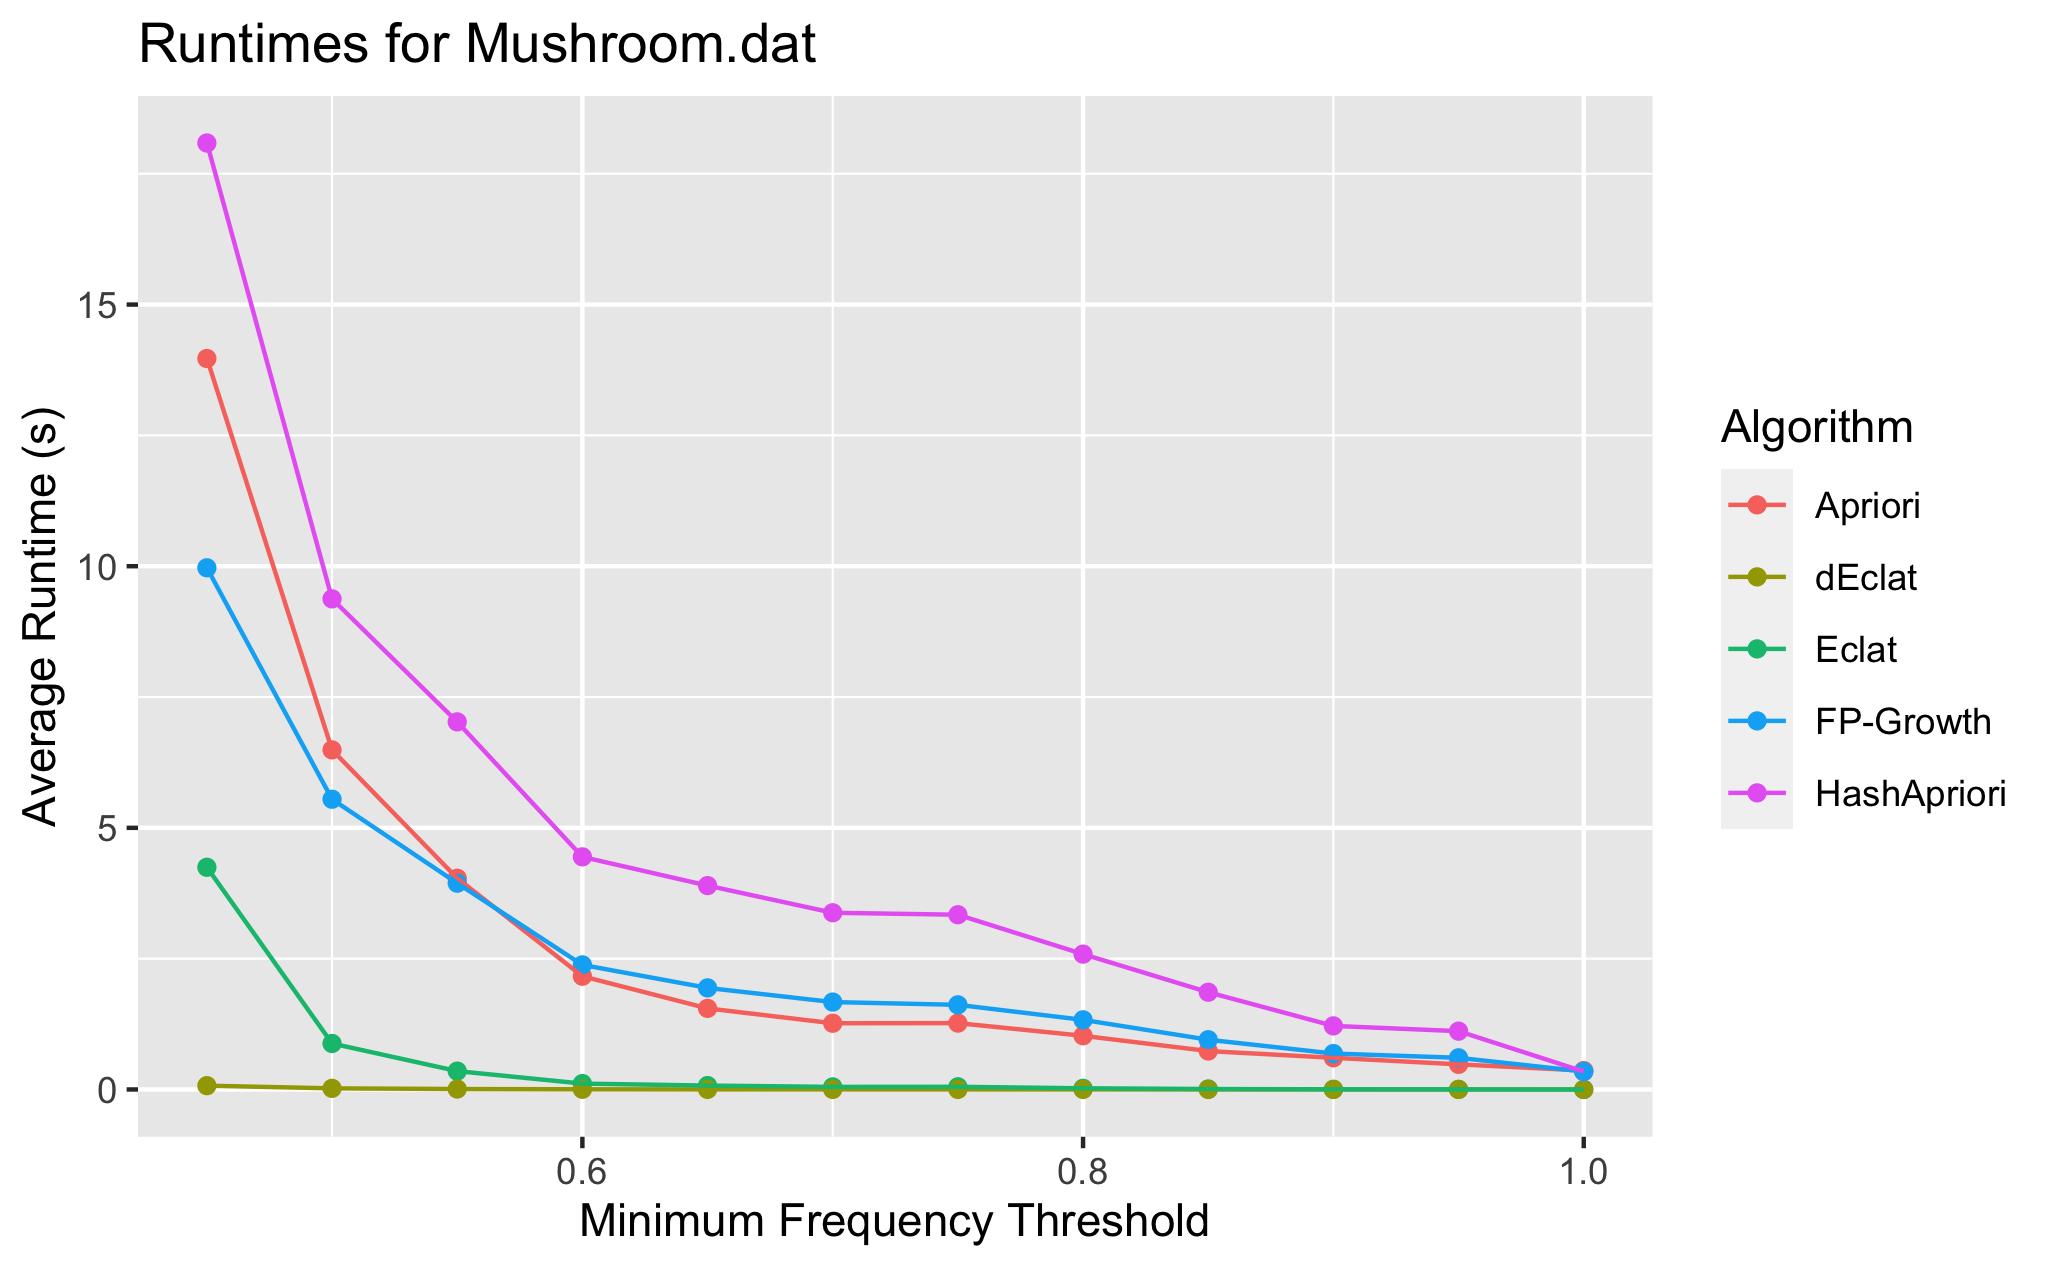 Runtimes for Mushroom.dat
Average Runtime (s)
15
10
5
0
0.6
0.8
1.0
Minimum Frequency Threshold
Algorithm
Apriori
dEclat
Eclat
FP-Growth
HashApriori